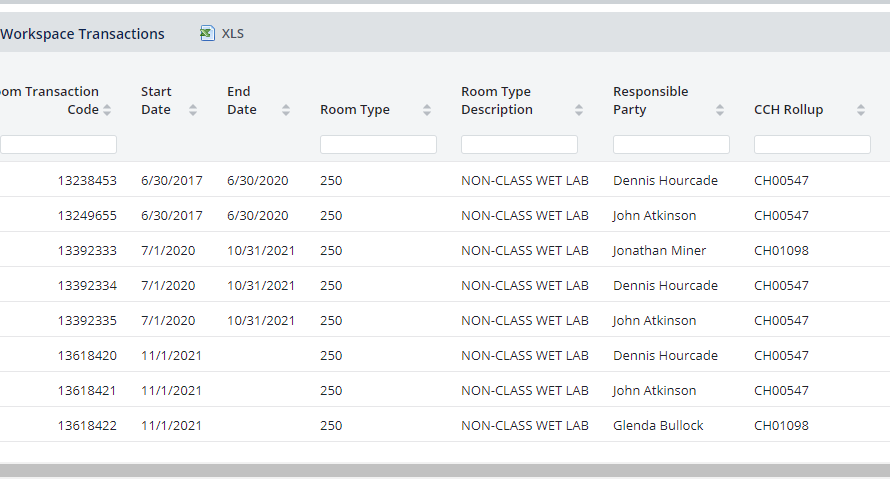 Workspace Transactions XLS
om Transaction Code Start Date End Date Room Type Room Type Description Responsible Party CCH Rollup
13238453 6/30/2017 6/30/2020 250 NON-CLASS WET LAB Dennis Hourcade CH00547
13249655 6/30/2017 6/30/2020 250 NON-CLASS WET LAB John Atkinson CH00547
13392333 7/1/2020 10/31/2021 250 NON-CLASS WET LAB Jonathan Miner CH01098
13392334 7/1/2020 10/31/2021 250 NON-CLASS WET LAB Dennis Hourcade CH00547
13392335 7/1/2020 10/31/2021 250 NON-CLASS WET LAB John Atkinson CH00547
13618420 11/1/2021 250 NON-CLASS WET LAB Dennis Hourcade CH00547
13618421 11/1/2021 250 NON-CLASS WET LAB John Atkinson CH00547
13618422 11/1/2021 250 NON-CLASS WET LAB Glenda Bullock CH01098